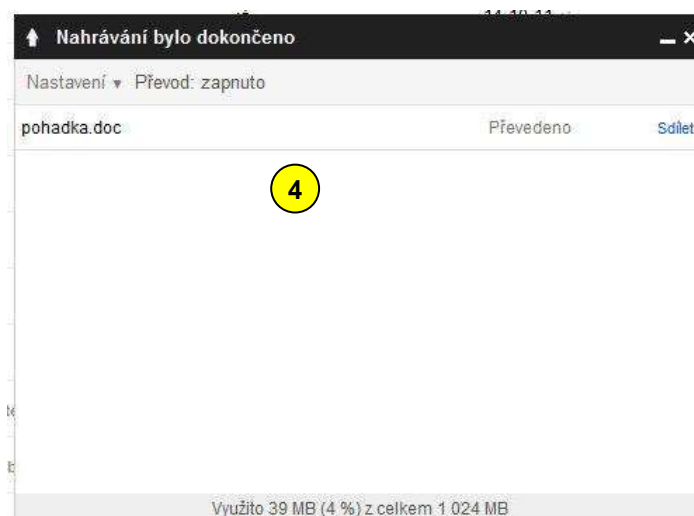 Nahrávání bylo dokončeno
Nastavení Převod: zapnuto
pohadka.doc Převedeno Sdílet
4
Využito 39 MB (4 %) z celkem 1 024 MB